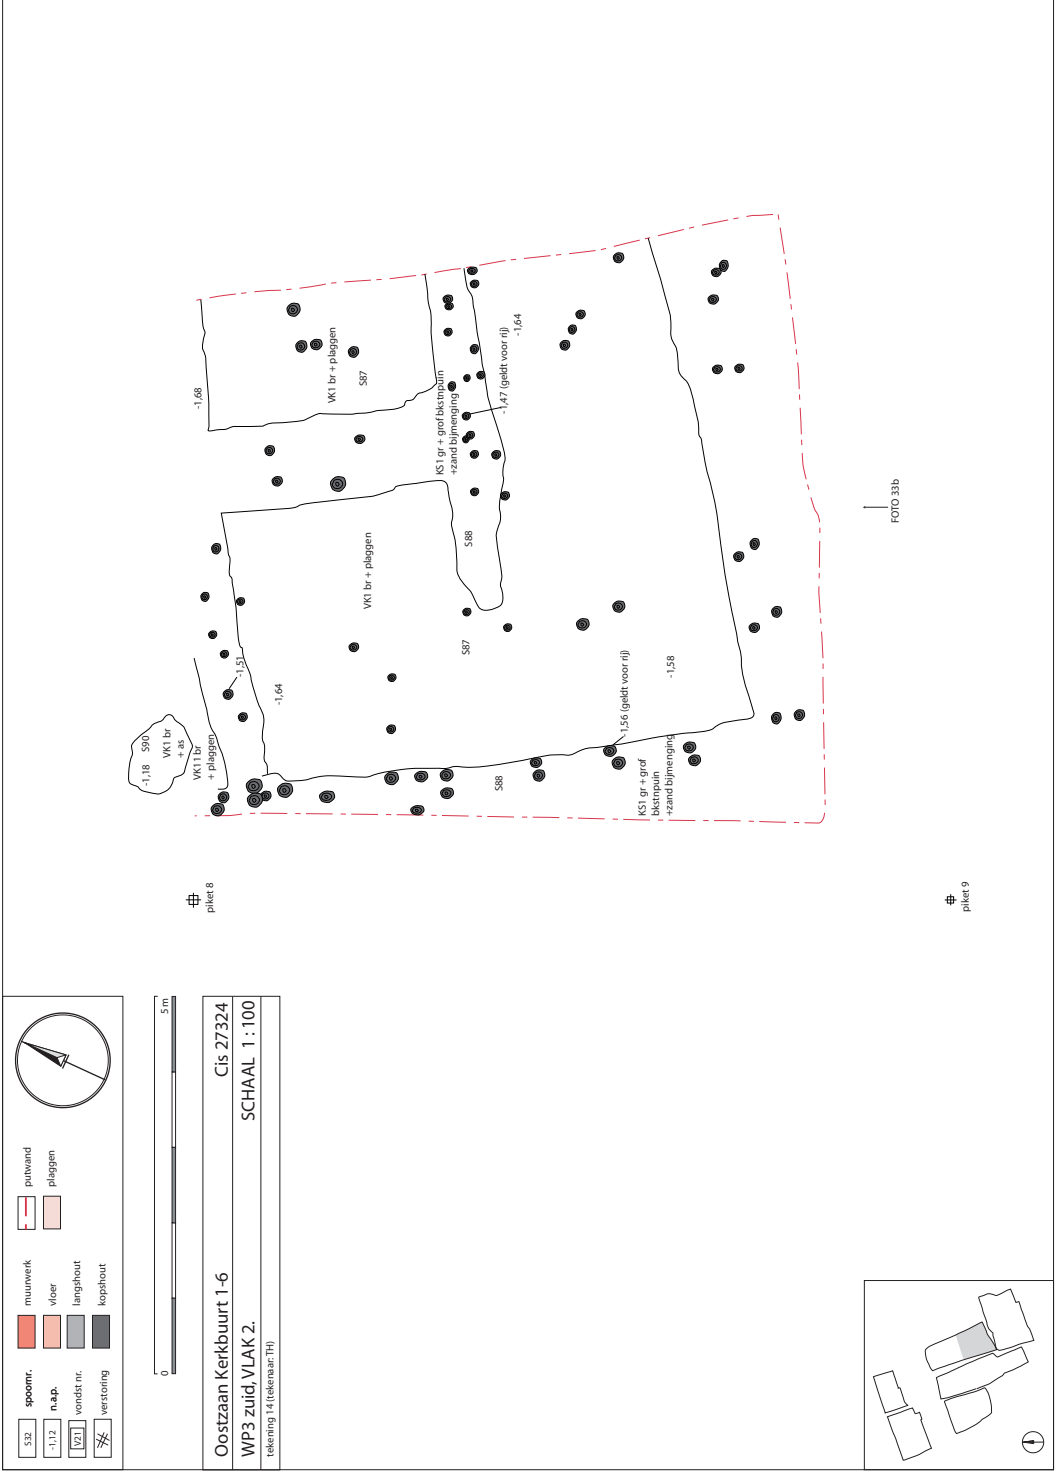 S90
-1,18
VK1 br
+ as
VK11 br
+ plaggen
-1,51
-1,64
-1,68
VK1 br + plaggen
S87
VK1 br + plaggen
KS1 gr + grof bkstnpuin
+zand bijmenging
-1,47 (geldt voor rij)
-1,64
S88
S87
-1,56 (geldt voor rij)
-1,58
S88
KS1 gr + grof
bkstnpuin
+zand bijmenging
FOTO 33b
piket 8
piket 9
S32
spoornr.
-1,12
n.a.p.
V21
vondst nr.
verstoring
muurwerk
vloer
langshout
kopshout
putwand
plaggen
0
5 m
Oostzaan Kerkbuurt 1-6 Cis 27324
WP3 zuid, VLAK 2. SCHAAL 1 : 100
tekening 14 (tekenaar: TH)